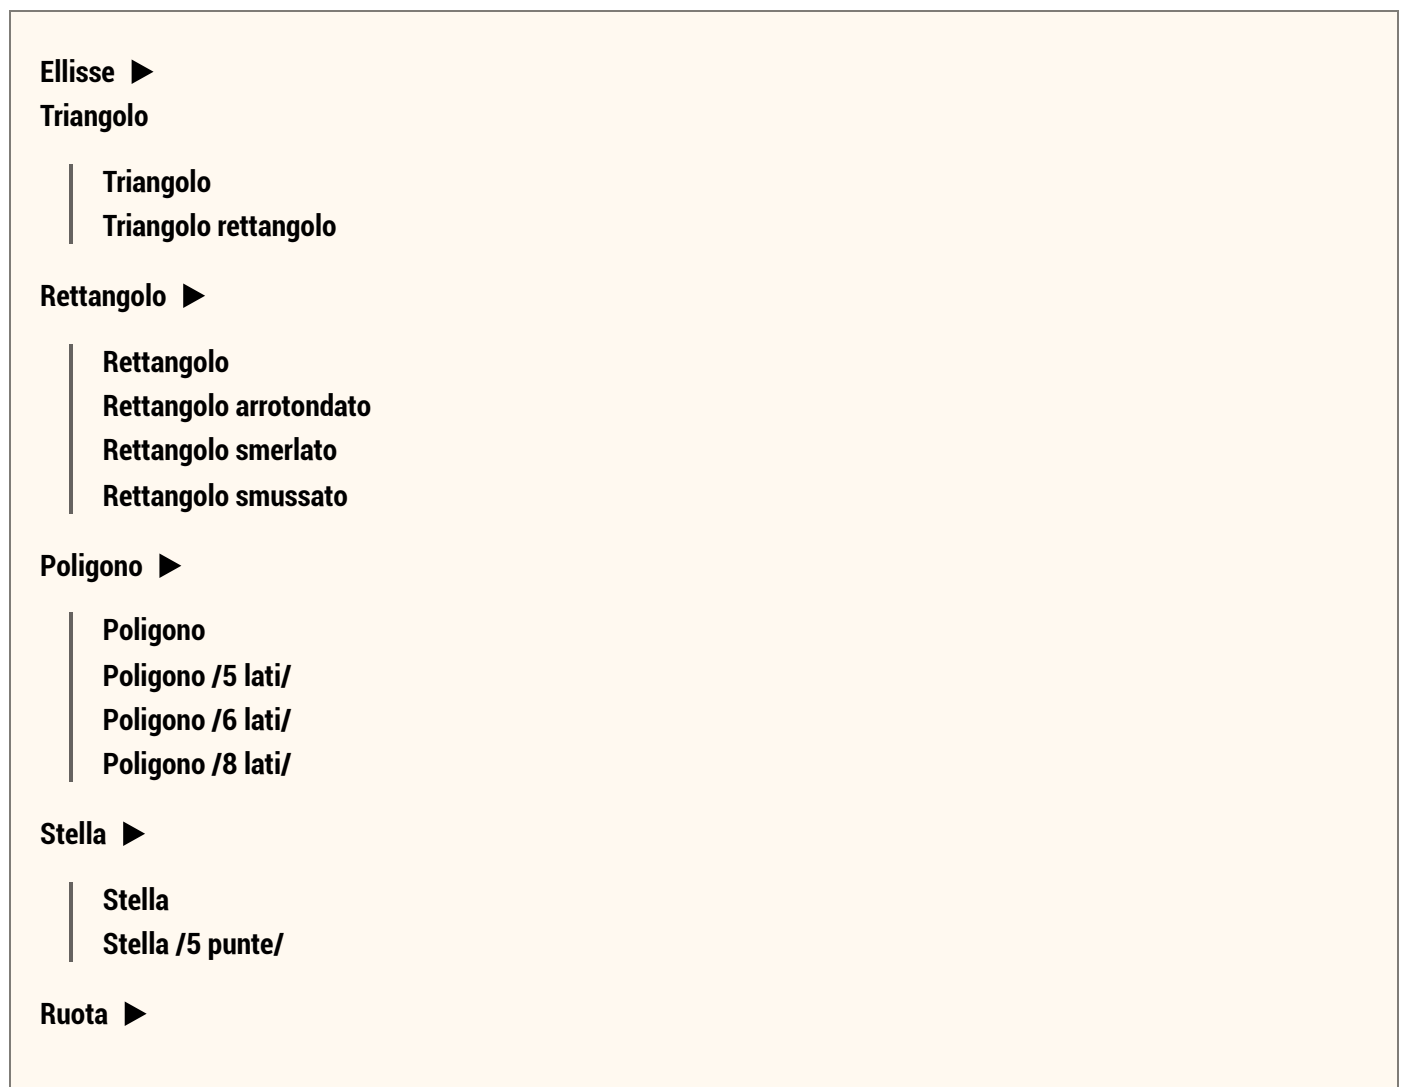 Ellisse ▶
Triangolo
Triangolo
Triangolo rettangolo
Rettangolo ▶
Rettangolo
Rettangolo arrotondato
Rettangolo smerlato
Rettangolo smussato
Poligono ▶
Poligono
Poligono /5 lati/
Poligono /6 lati/
Poligono /8 lati/
Stella ▶
Stella
Stella /5 punte/
Ruota ▶